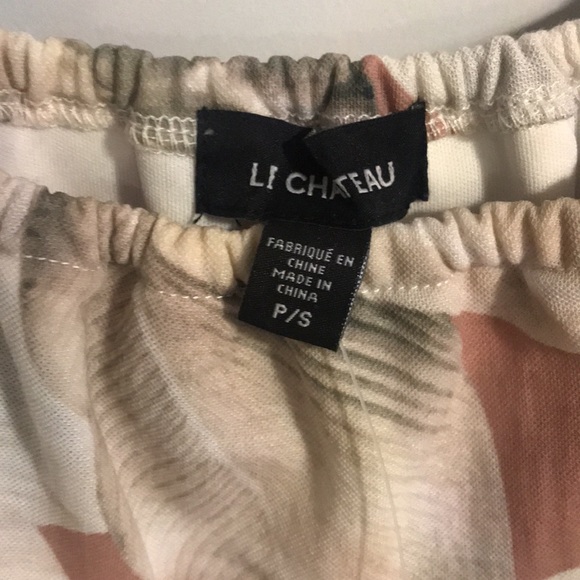 LE CHATEAU
FABRIQUÉ EN
CHINE
MADE IN
CHINA
P/S